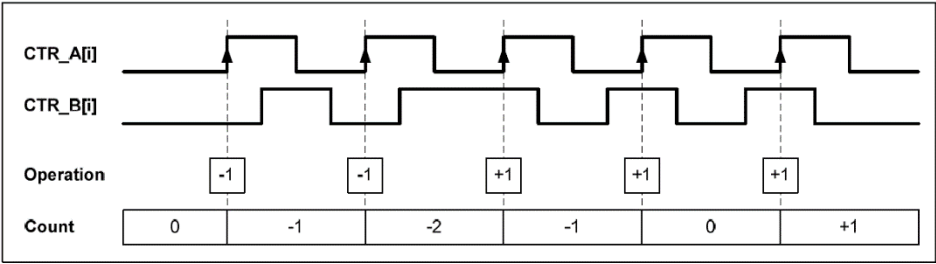 CTR_A[i]
CTR_B[i]
Operation -1 -1 +1 +1 +1
Count 0 -1 -2 -1 0 +1